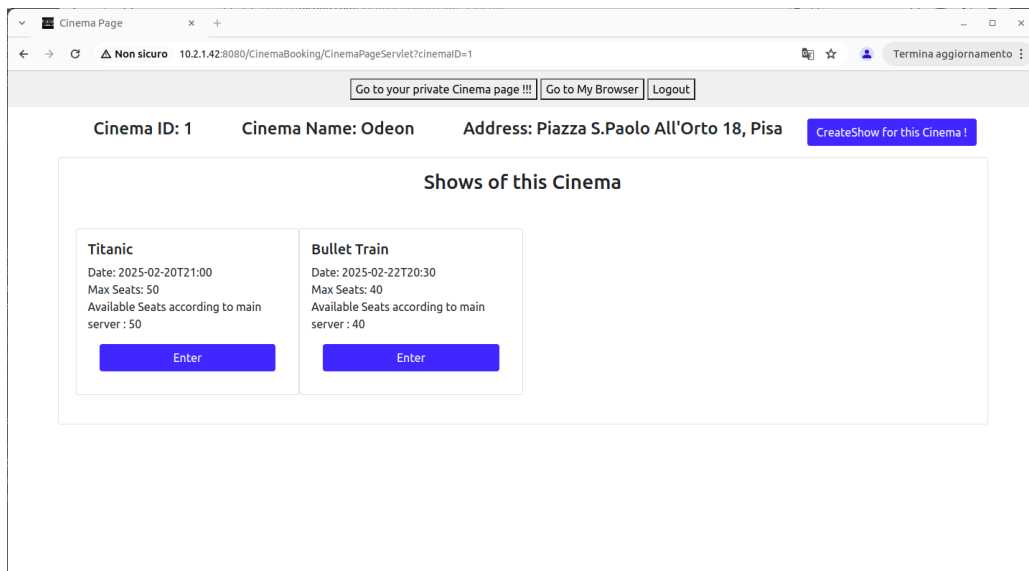 Cinema Page
Non sicuro 10.2.1.42:8080/CinemaBooking/CinemaPageServlet?cinemaID=1 Termina aggiornamento
Go to your private Cinema page !!! Go to My Browser Logout
Cinema ID: 1 Cinema Name: Odeon Address: Piazza S.Paolo All'Orto 18, Pisa CreateShow for this Cinema !
Shows of this Cinema
Titanic
Date: 2025-02-20T21:00
Max Seats: 50
Available Seats according to main
server : 50
Enter
Bullet Train
Date: 2025-02-22T20:30
Max Seats: 40
Available Seats according to main
server : 40
Enter